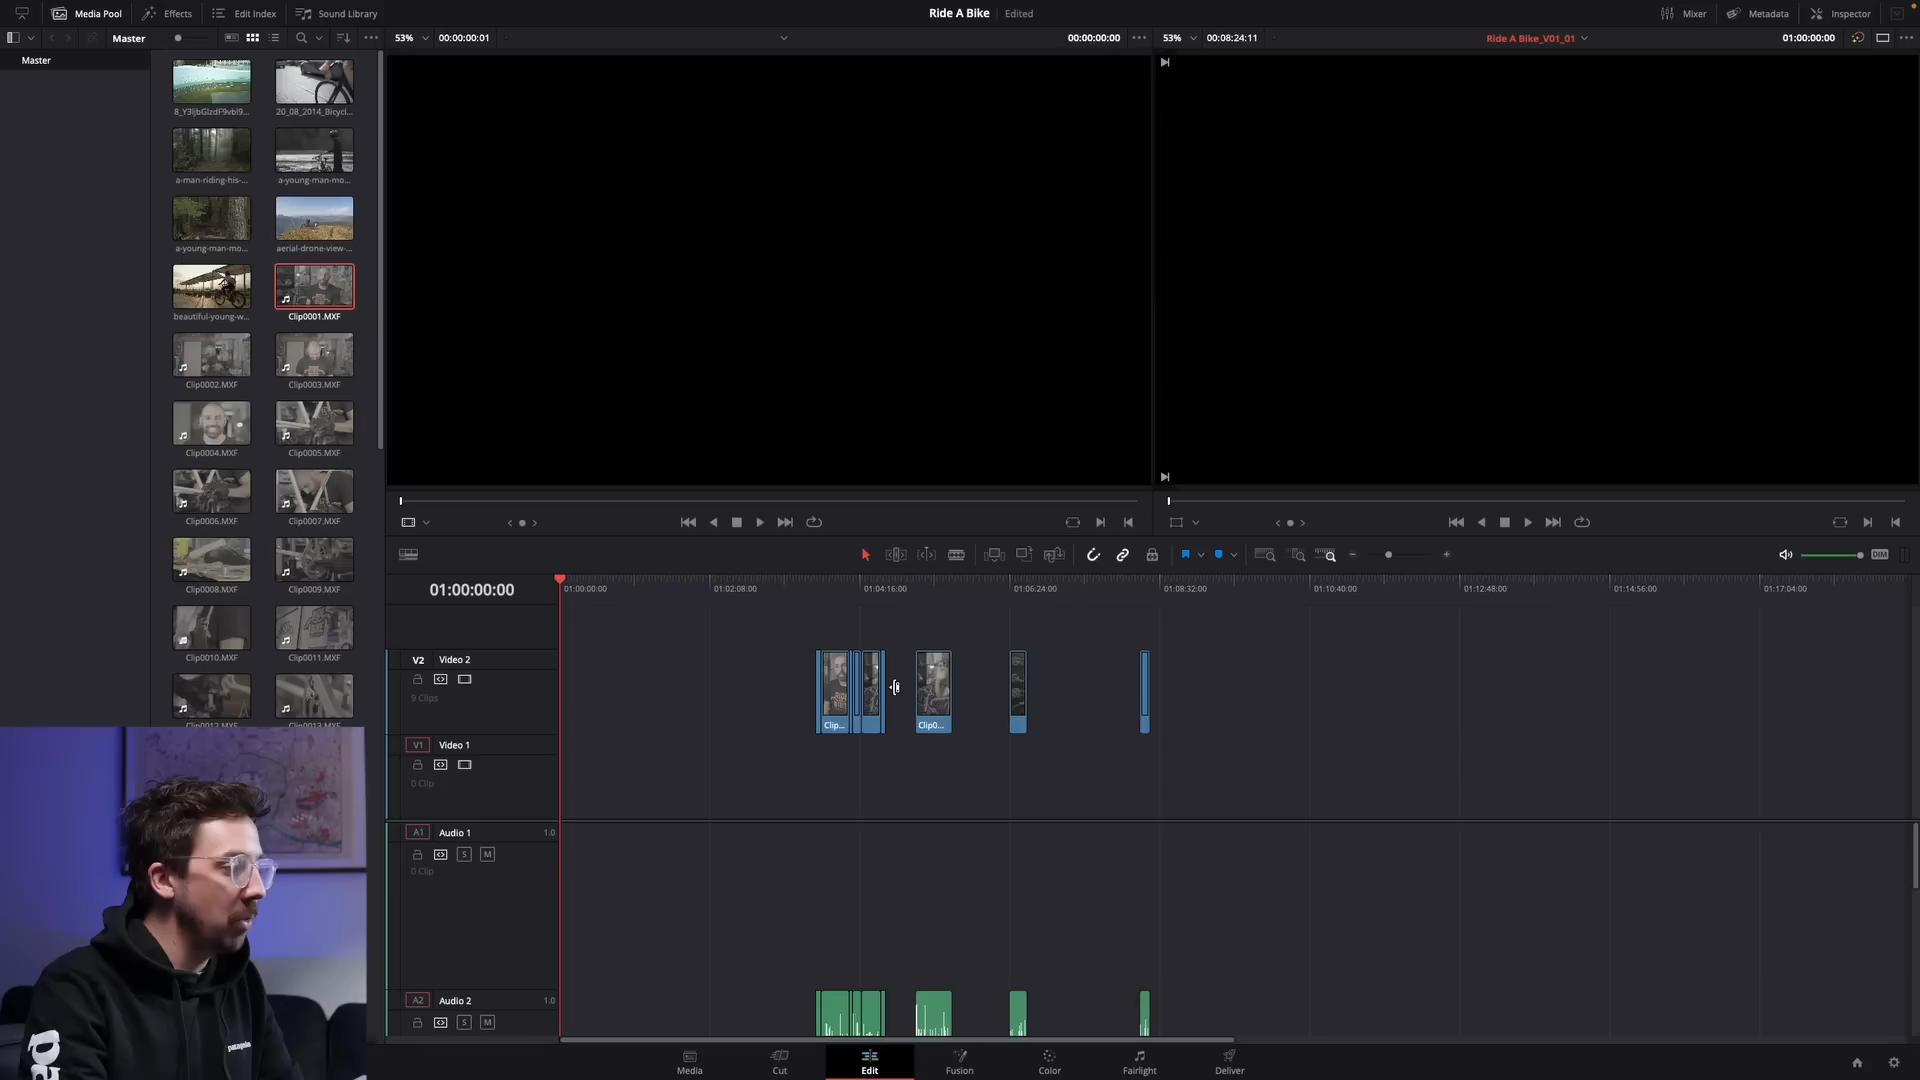 Media Pool Effects Edit Index Sound Library Ride A Bike Edited Mixer Metadata Inspector
Master 53% 00:00:00:01 00:00:00:00 53% 00:08:24:11 Ride A Bike_V01_01 01:00:00:00
Master
8_Y3IjbGlzdF9vbl9... 20_08_2014_Bicycl...
a-man-riding-his-... a-young-man-mo...
a-young-man-mo... aerial-drone-view-...
beautiful-young-w... Clip0001.MXF
Clip0002.MXF Clip0003.MXF
Clip0004.MXF Clip0005.MXF
Clip0006.MXF Clip0007.MXF
Clip0008.MXF Clip0009.MXF
Clip0010.MXF Clip0011.MXF
Clip0012.MXF Clip0013.MXF
DIM
01:00:00:00 01:00:00:00 01:02:08:00 01:04:16:00 01:06:24:00 01:08:32:00 01:10:40:00 01:12:48:00 01:14:56:00 01:17:04:00
V2 Video 2
9 Clips
Clip... Clip0...
V1 Video 1
0 Clip
A1 Audio 1 1.0
S M
0 Clip
A2 Audio 2 1.0
S M
patagonia
Media Cut Edit Fusion Color Fairlight Deliver